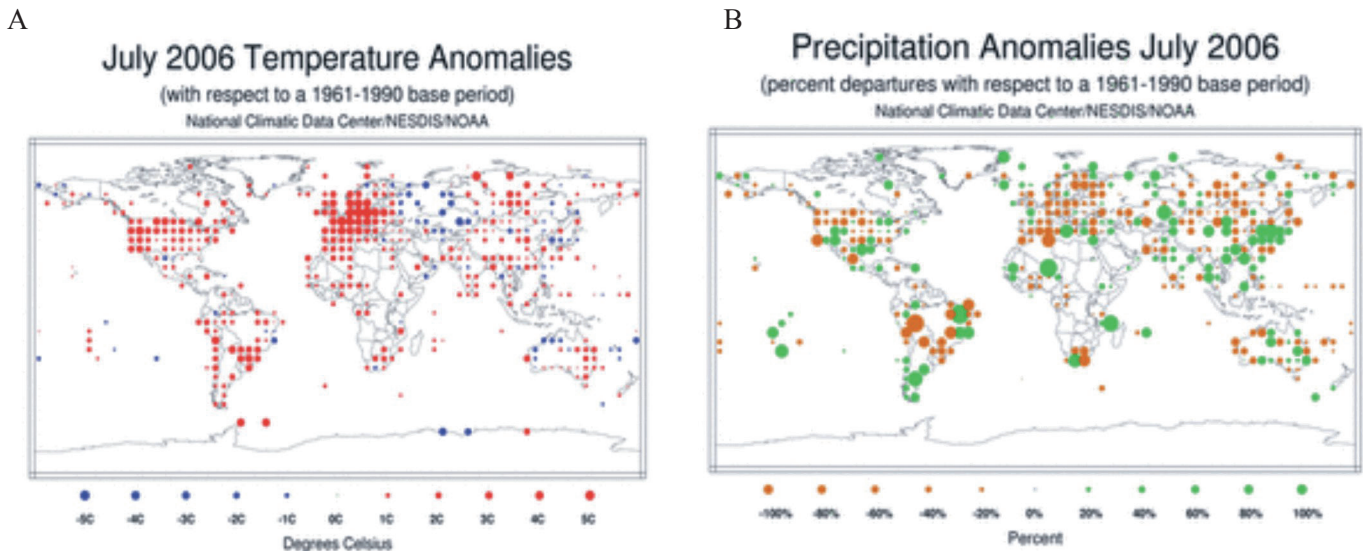 A
July 2006 Temperature Anomalies
(with respect to a 1961-1990 base period)
National Climatic Data Center/NESDIS/NOAA
-5C -4C -3C -2C -1C 0C 1C 2C 3C 4C 5C
Degrees Celsius
B
Precipitation Anomalies July 2006
(percent departures with respect to a 1961-1990 base period)
National Climatic Data Center/NESDIS/NOAA
-100% -80% -60% -40% -20% 0% 20% 40% 60% 80% 100%
Percent